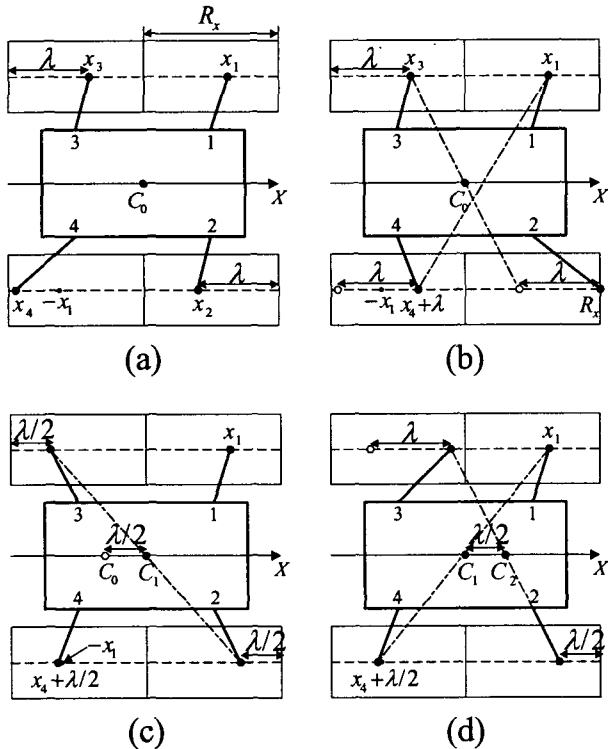 R_x
λ x_3 x_1
3 1
C_0 X
4 2
λ
x_4 -x_1 x_2
(a)
λ x_3 x_1
3 1
C_0 X
4 2
λ λ
-x_1 x_4+λ R_x
(b)
λ/2 x_1
3 1
λ/2
C_0 C_1 X
4 2
-x_1 λ/2
x_4+λ/2
(c)
λ x_1
3 1
λ/2
C_1 C_2 X
4 2
λ/2
x_4+λ/2
(d)